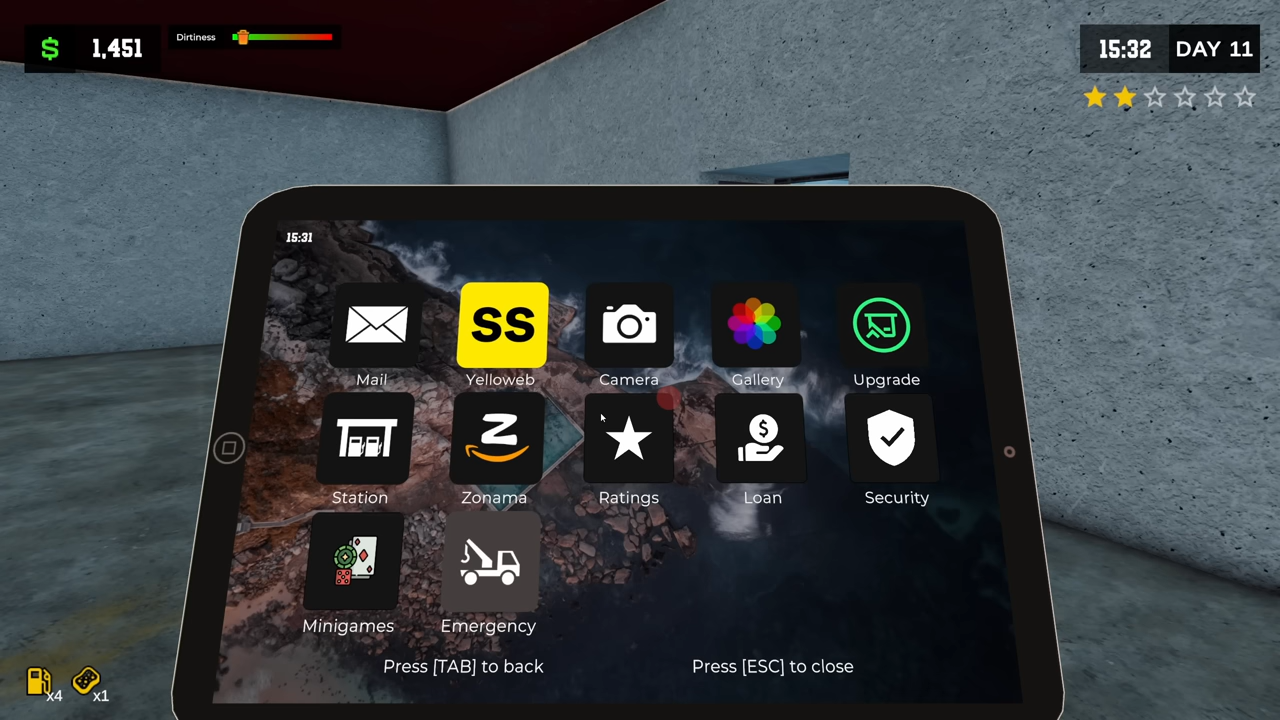 $ 1,451
Dirtiness
15:32 DAY 11
15:31
SS
Mail Yelloweb Camera Gallery Upgrade
Z
Station Zonama Ratings Loan Security
Minigames Emergency
Press [TAB] to back Press [ESC] to close
x4 x1